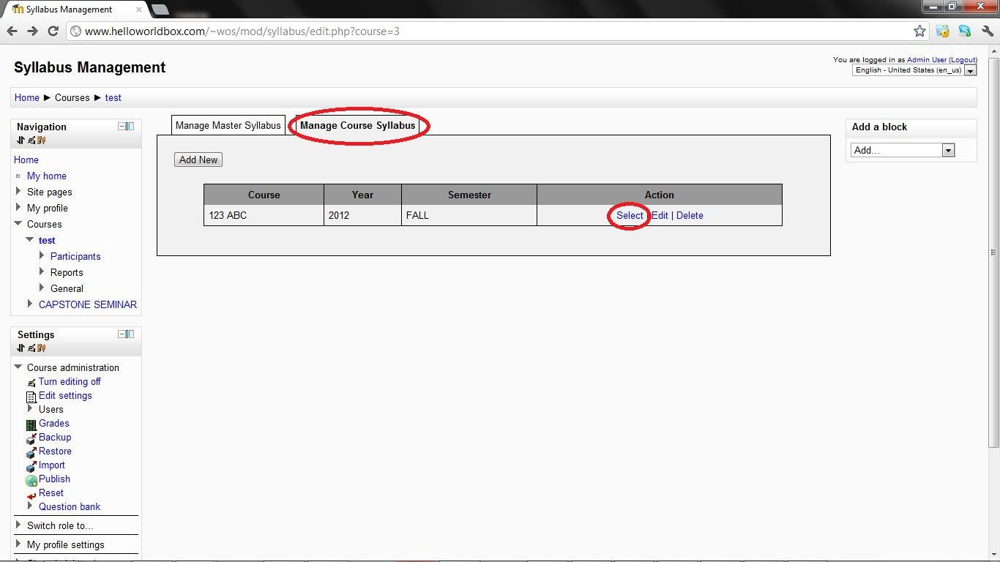 Syllabus Management
www.helloworldbox.com/~wos/mod/syllabus/edit.php?course=3
Syllabus Management
You are logged in as Admin User (Logout)
English - United States (en_us)
Home ► Courses ► test
Navigation
Home
My home
Site pages
My profile
Courses
test
Participants
Reports
General
CAPSTONE SEMINAR
Settings
Course administration
Turn editing off
Edit settings
Users
Grades
Backup
Restore
Import
Publish
Reset
Question bank
Switch role to...
My profile settings
Manage Master Syllabus
Manage Course Syllabus
Add New
Course Year Semester Action
123 ABC 2012 FALL Select | Edit | Delete
Add a block
Add...